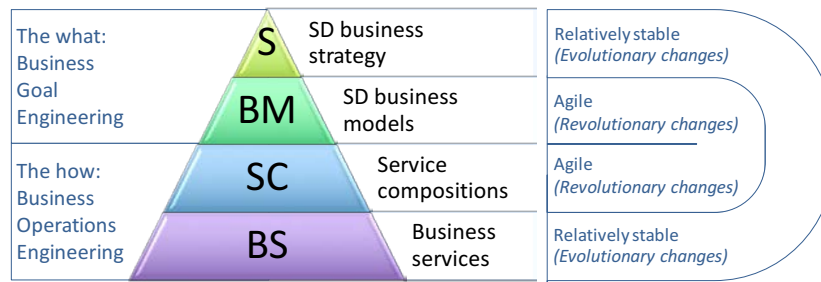 The what:
Business
Goal
Engineering
The how:
Business
Operations
Engineering
S
BM
SC
BS
SD business
strategy
SD business
models
Service
compositions
Business
services
Relatively stable
(Evolutionary changes)
Agile
(Revolutionary changes)
Agile
(Revolutionary changes)
Relatively stable
(Evolutionary changes)